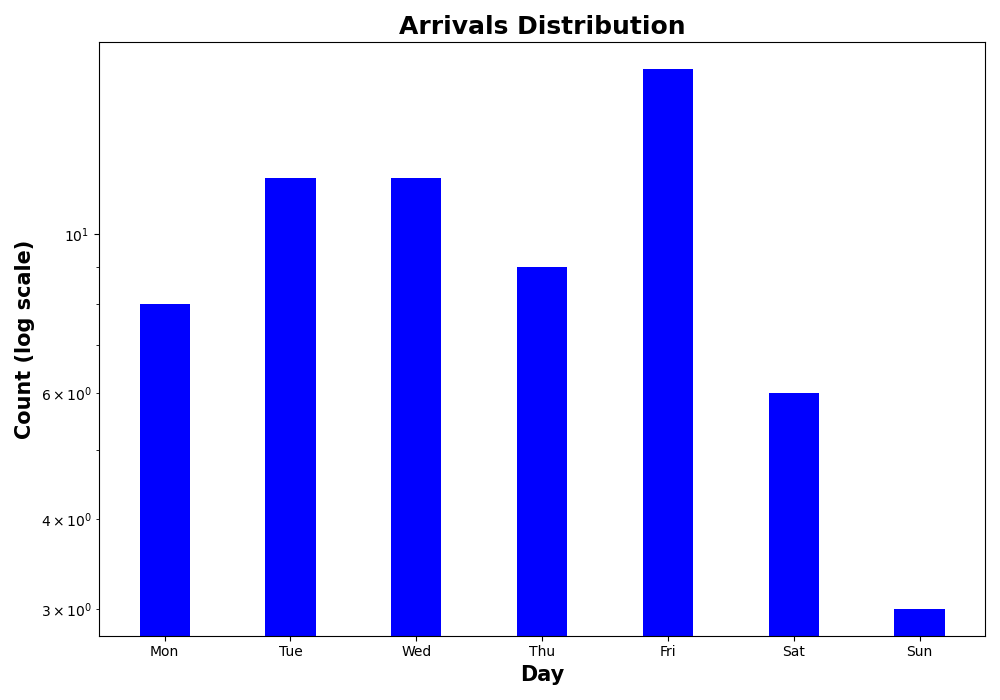 Arrivals Distribution
Count (log scale)
10¹
6 × 10⁰
4 × 10⁰
3 × 10⁰
Mon Tue Wed Thu Fri Sat Sun
Day